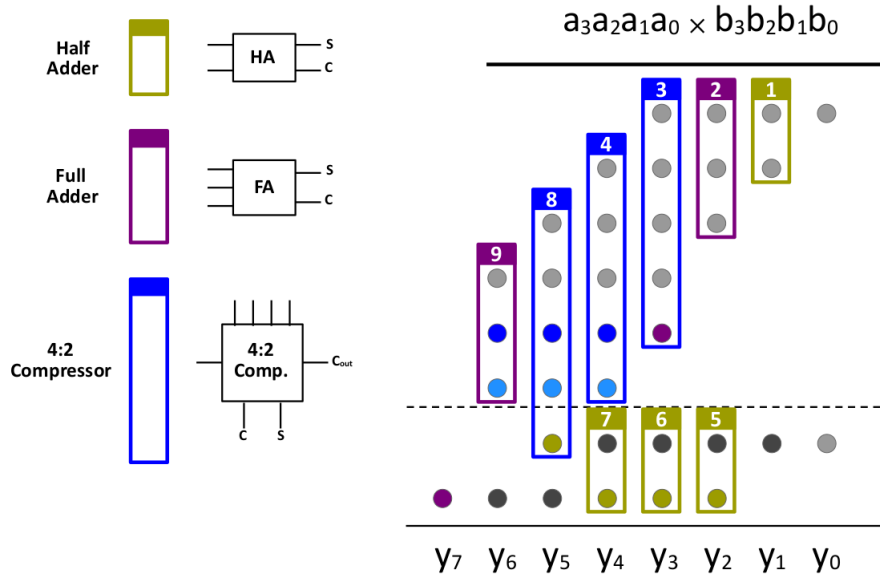 a₃a₂a₁a₀ × b₃b₂b₁b₀
Half
Adder
HA
S
C
Full
Adder
FA
S
C
4:2
Compressor
4:2
Comp.
Cout
C
S
3
2
1
4
8
9
7
6
5
y₇ y₆ y₅ y₄ y₃ y₂ y₁ y₀